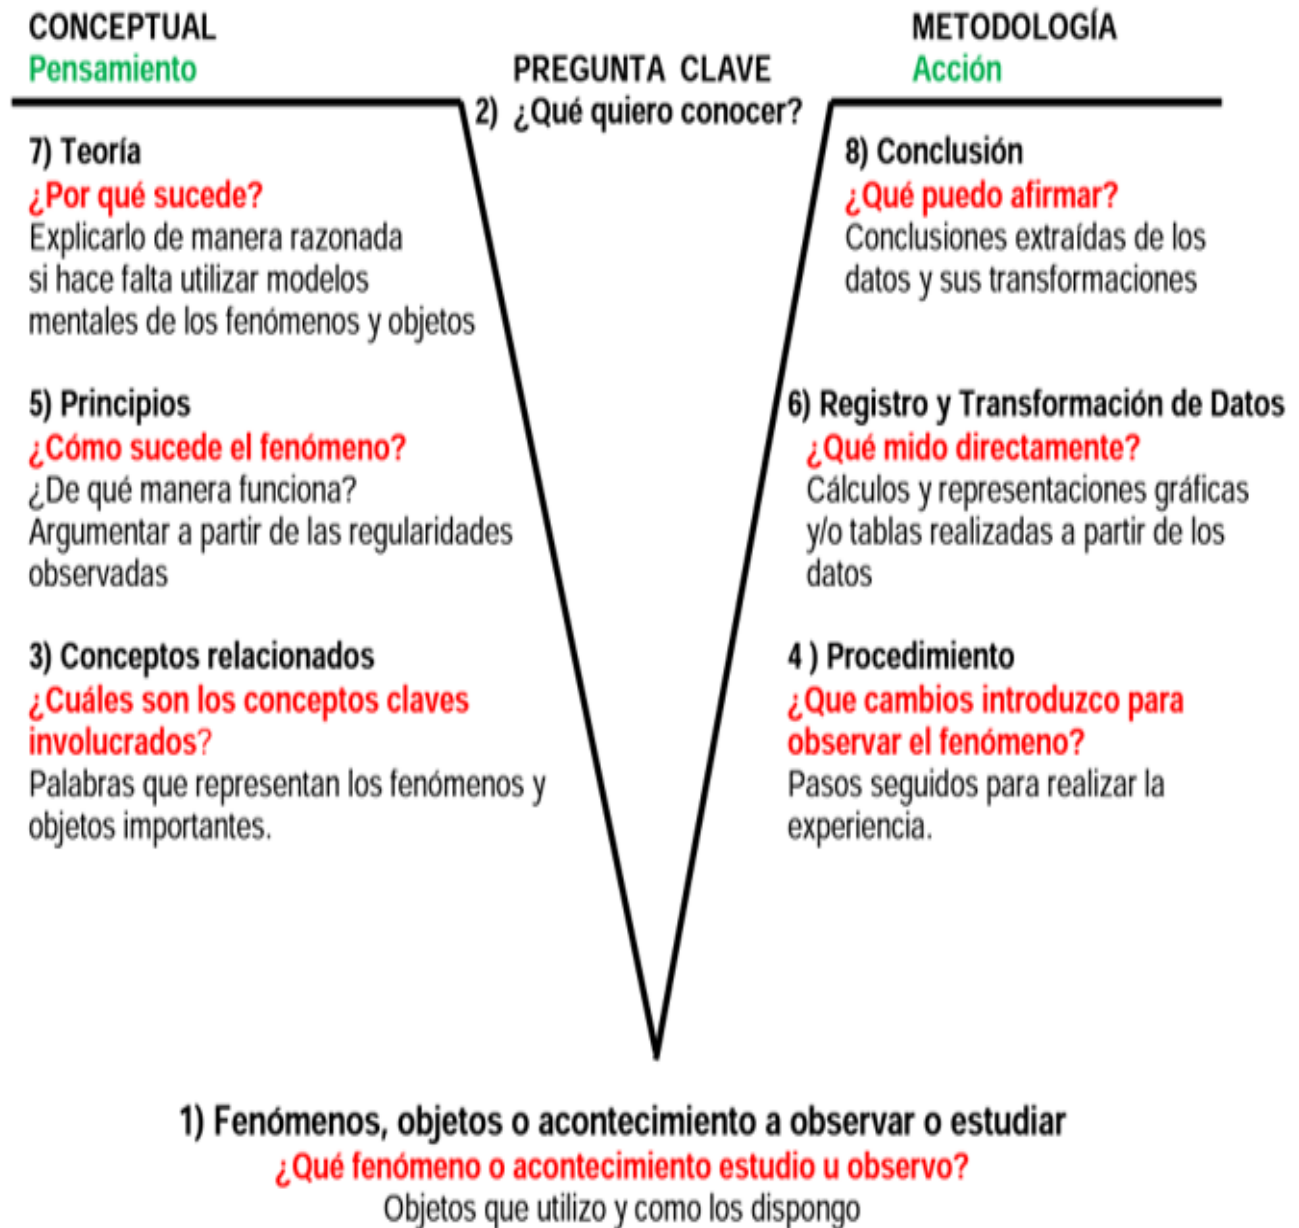 CONCEPTUAL
Pensamiento
PREGUNTA CLAVE
2) ¿Qué quiero conocer?
METODOLOGÍA
Acción
7) Teoría
¿Por qué sucede?
Explicarlo de manera razonada
si hace falta utilizar modelos
mentales de los fenómenos y objetos
5) Principios
¿Cómo sucede el fenómeno?
¿De qué manera funciona?
Argumentar a partir de las regularidades
observadas
3) Conceptos relacionados
¿Cuáles son los conceptos claves
involucrados?
Palabras que representan los fenómenos y
objetos importantes.
8) Conclusión
¿Qué puedo afirmar?
Conclusiones extraídas de los
datos y sus transformaciones
6) Registro y Transformación de Datos
¿Qué mido directamente?
Cálculos y representaciones gráficas
y/o tablas realizadas a partir de los
datos
4 ) Procedimiento
¿Que cambios introduzco para
observar el fenómeno?
Pasos seguidos para realizar la
experiencia.
1) Fenómenos, objetos o acontecimiento a observar o estudiar
¿Qué fenómeno o acontecimiento estudio u observo?
Objetos que utilizo y como los dispongo